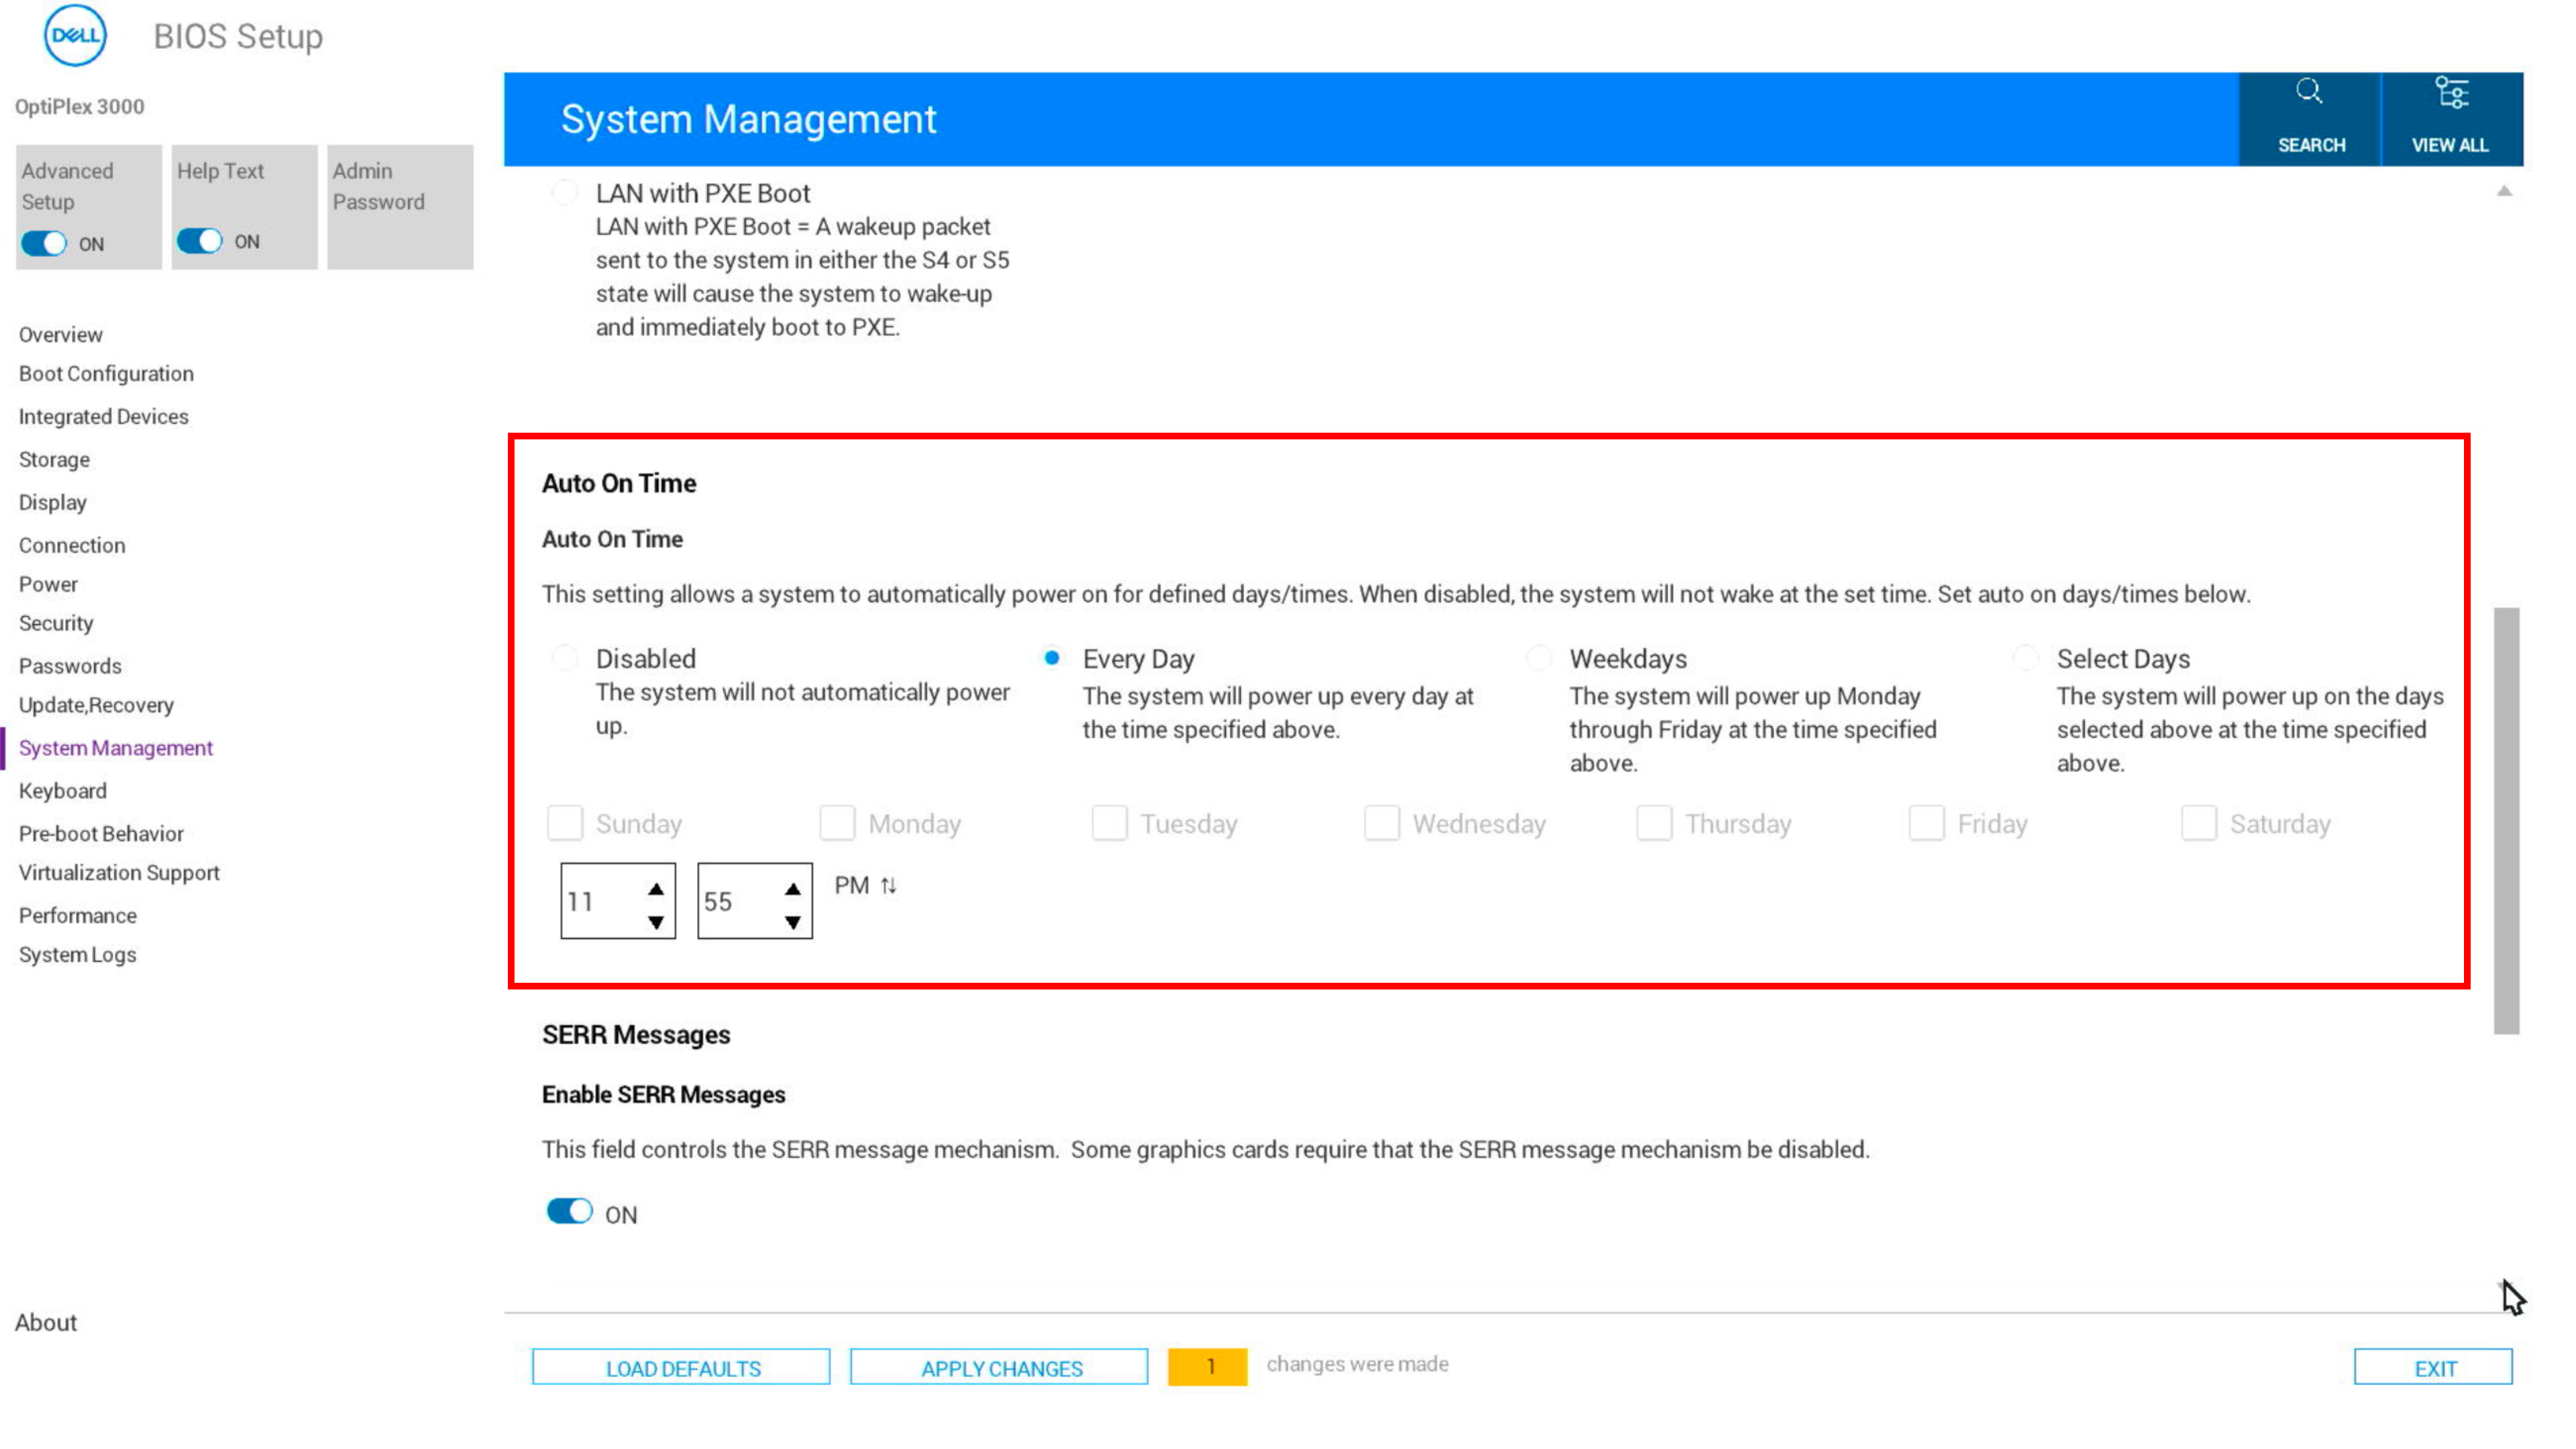 DELL
BIOS Setup
OptiPlex 3000
Advanced
Setup
ON
Help Text
ON
Admin
Password
Overview
Boot Configuration
Integrated Devices
Storage
Display
Connection
Power
Security
Passwords
Update,Recovery
System Management
Keyboard
Pre-boot Behavior
Virtualization Support
Performance
System Logs
About
System Management
SEARCH
VIEW ALL
LAN with PXE Boot
LAN with PXE Boot = A wakeup packet
sent to the system in either the S4 or S5
state will cause the system to wake-up
and immediately boot to PXE.
Auto On Time
Auto On Time
This setting allows a system to automatically power on for defined days/times. When disabled, the system will not wake at the set time. Set auto on days/times below.
Disabled
The system will not automatically power
up.
Every Day
The system will power up every day at
the time specified above.
Weekdays
The system will power up Monday
through Friday at the time specified
above.
Select Days
The system will power up on the days
selected above at the time specified
above.
Sunday Monday Tuesday Wednesday Thursday Friday Saturday
11 55 PM ↑↓
SERR Messages
Enable SERR Messages
This field controls the SERR message mechanism. Some graphics cards require that the SERR message mechanism be disabled.
ON
LOAD DEFAULTS APPLY CHANGES 1 changes were made EXIT